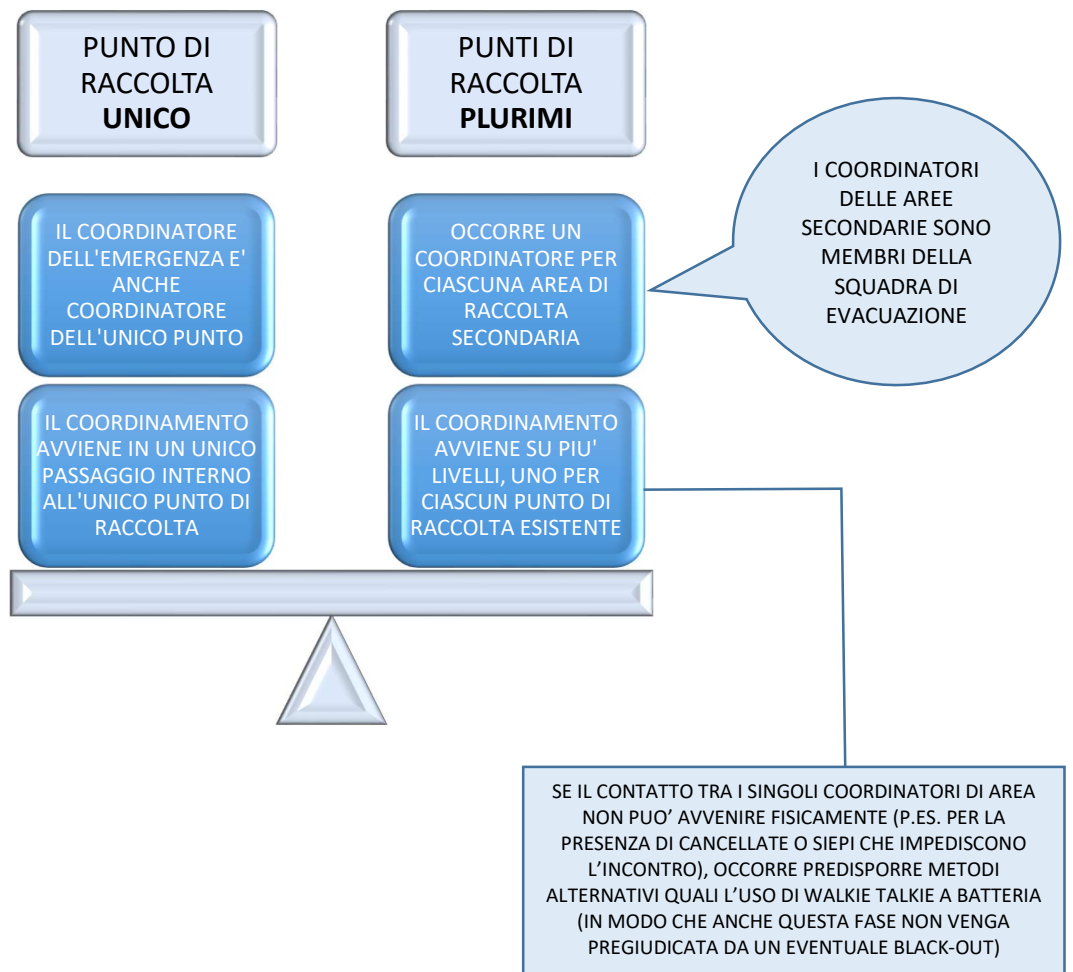 PUNTO DI
RACCOLTA
UNICO
PUNTI DI
RACCOLTA
PLURIMI
IL COORDINATORE
DELL'EMERGENZA E'
ANCHE
COORDINATORE
DELL'UNICO PUNTO
OCCORRE UN
COORDINATORE PER
CIASCUNA AREA DI
RACCOLTA
SECONDARIA
I COORDINATORI
DELLE AREE
SECONDARIE SONO
MEMBRI DELLA
SQUADRA DI
EVACUAZIONE
IL COORDINAMENTO
AVVIENE IN UN UNICO
PASSAGGIO INTERNO
ALL'UNICO PUNTO DI
RACCOLTA
IL COORDINAMENTO
AVVIENE SU PIU'
LIVELLI, UNO PER
CIASCUN PUNTO DI
RACCOLTA ESISTENTE
SE IL CONTATTO TRA I SINGOLI COORDINATORI DI AREA
NON PUO’ AVVENIRE FISICAMENTE (P.ES. PER LA
PRESENZA DI CANCELLATE O SIEPI CHE IMPEDISCONO
L’INCONTRO), OCCORRE PREDISPORRE METODI
ALTERNATIVI QUALI L’USO DI WALKIE TALKIE A BATTERIA
(IN MODO CHE ANCHE QUESTA FASE NON VENGA
PREGIUDICATA DA UN EVENTUALE BLACK-OUT)